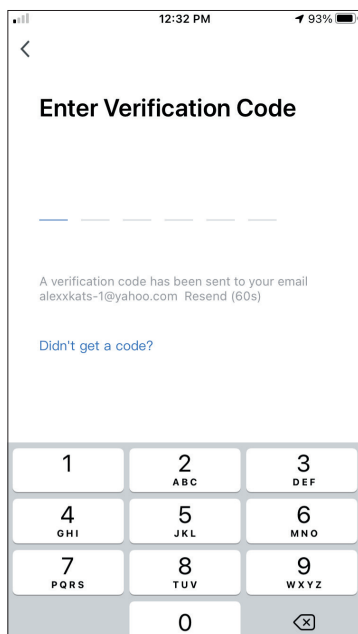 12:32 PM
93%
Enter Verification Code
A verification code has been sent to your email
alexxkats-1@yahoo.com Resend (60s)
Didn't get a code?
1 2 3
ABC DEF
4 5 6
GHI JKL MNO
7 8 9
PQRS TUV WXYZ
0